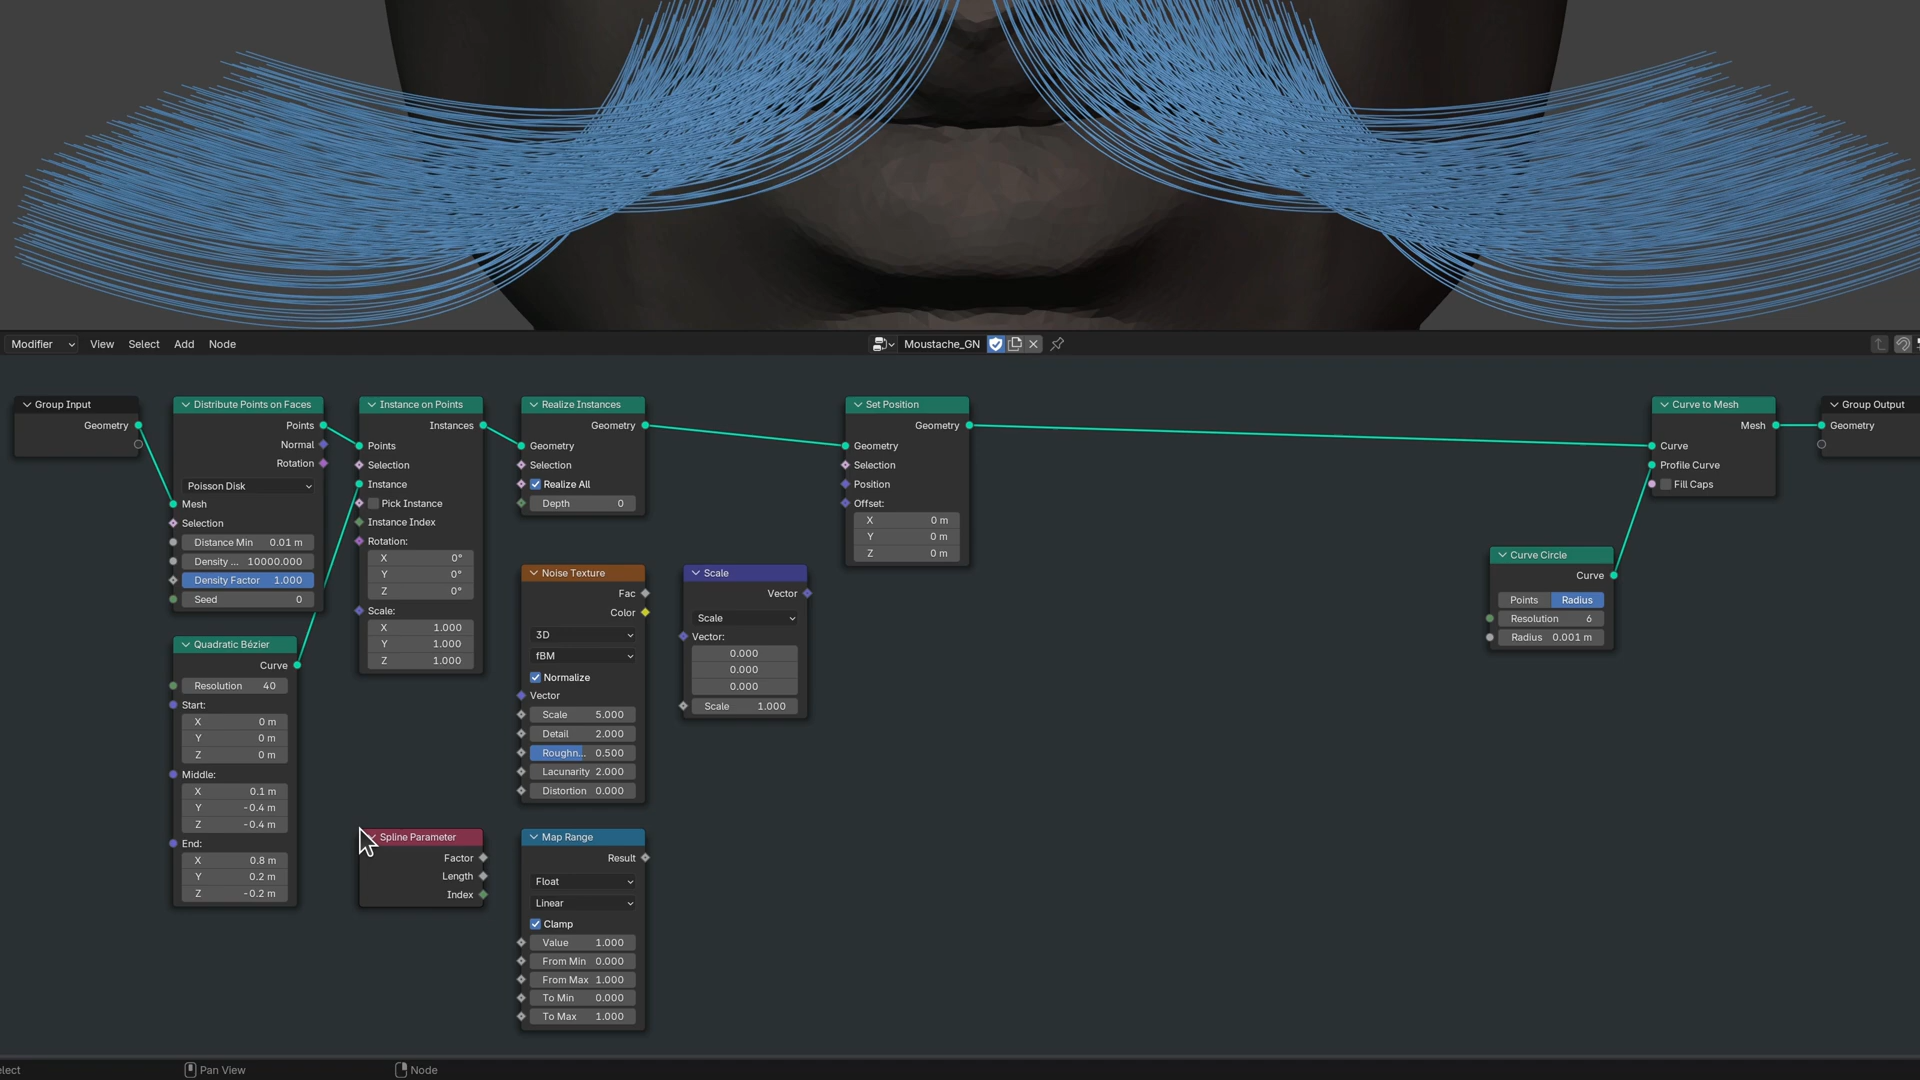 Modifier View Select Add Node Moustache_GN
Group Input
Geometry
Distribute Points on Faces
Points
Normal
Rotation
Poisson Disk
Mesh
Selection
Distance Min 0.01 m
Density ... 10000.000
Density Factor 1.000
Seed 0
Quadratic Bézier
Curve
Resolution 40
Start:
X 0 m
Y 0 m
Z 0 m
Middle:
X 0.1 m
Y -0.4 m
Z -0.4 m
End:
X 0.8 m
Y 0.2 m
Z -0.2 m
Instance on Points
Instances
Points
Selection
Instance
Pick Instance
Instance Index
Rotation:
X 0°
Y 0°
Z 0°
Scale:
X 1.000
Y 1.000
Z 1.000
Spline Parameter
Factor
Length
Index
Realize Instances
Geometry
Geometry
Selection
Realize All
Depth 0
Noise Texture
Fac
Color
3D
fBM
Normalize
Vector
Scale 5.000
Detail 2.000
Roughn... 0.500
Lacunarity 2.000
Distortion 0.000
Map Range
Result
Float
Linear
Clamp
Value 1.000
From Min 0.000
From Max 1.000
To Min 0.000
To Max 1.000
Scale
Vector
Scale
Vector:
0.000
0.000
0.000
Scale 1.000
Set Position
Geometry
Geometry
Selection
Position
Offset:
X 0 m
Y 0 m
Z 0 m
Curve Circle
Curve
Points Radius
Resolution 6
Radius 0.001 m
Curve to Mesh
Mesh
Curve
Profile Curve
Fill Caps
Group Output
Geometry
elect Pan View Node